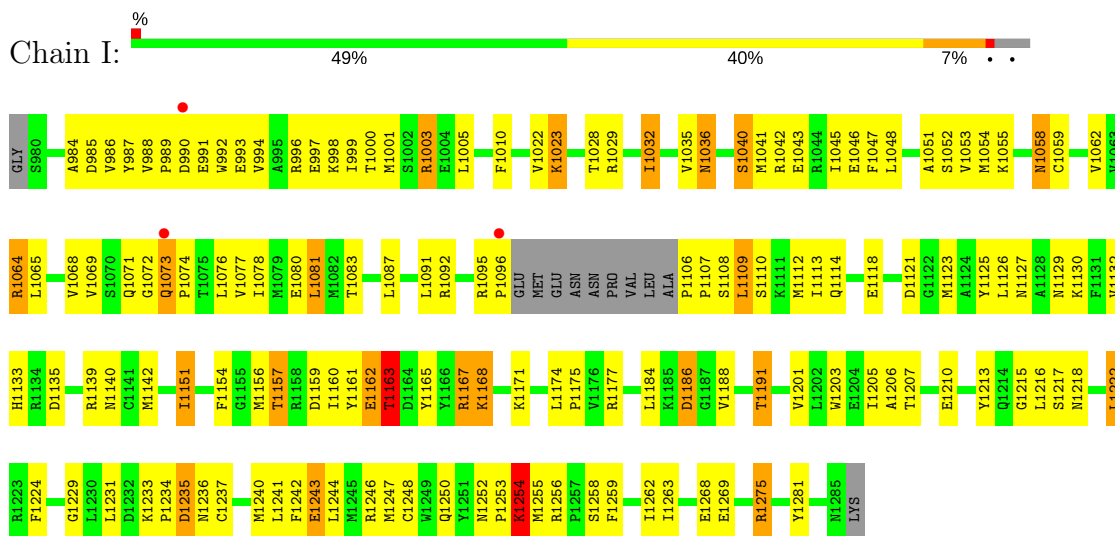 %
Chain I:
49% 40% 7% • •
GLY S980 A984 D985 V986 Y987 V988 P989 D990 E991 W992 E993 V994 A995 R996 E997 K998 I999 T1000 M1001 S1002 R1003 E1004 L1005 F1010 V1022 K1023 T1028 R1029 I1032 V1035 N1036 S1040 M1041 R1042 E1043 R1044 I1045 E1046 F1047 L1048 A1051 S1052 V1053 M1054 K1055 N1058 C1059 V1062
R1064 L1065 V1068 V1069 S1070 Q1071 G1072 Q1073 P1074 T1075 L1076 V1077 I1078 M1079 E1080 L1081 M1082 T1083 L1087 L1091 R1092 R1095 P1096 GLU MET GLU ASN ASN PRO VAL LEU ALA P1106 P1107 S1108 L1109 S1110 K1111 M1112 I1113 Q1114 E1118 D1121 G1122 M1123 A1124 Y1125 L1126 N1127 A1128 N1129 K1130 F1131
H1133 R1134 D1135 R1139 N1140 C1141 M1142 I1151 F1154 G1155 M1156 T1157 R1158 D1159 I1160 Y1161 E1162 T1163 D1164 Y1165 Y1166 R1167 K1168 K1171 L1174 P1175 V1176 R1177 L1184 K1185 D1186 G1187 V1188 T1191 V1201 L1202 W1203 E1204 I1205 A1206 T1207 E1210 Y1213 Q1214 G1215 L1216 S1217 N1218
R1223 F1224 G1229 L1230 L1231 D1232 K1233 P1234 D1235 N1236 C1237 M1240 L1241 F1242 E1243 L1244 M1245 R1246 M1247 C1248 W1249 Q1250 Y1251 N1252 P1253 K1254 M1255 R1256 P1257 S1258 F1259 I1262 I1263 E1268 E1269 R1275 Y1281 N1285 LYS